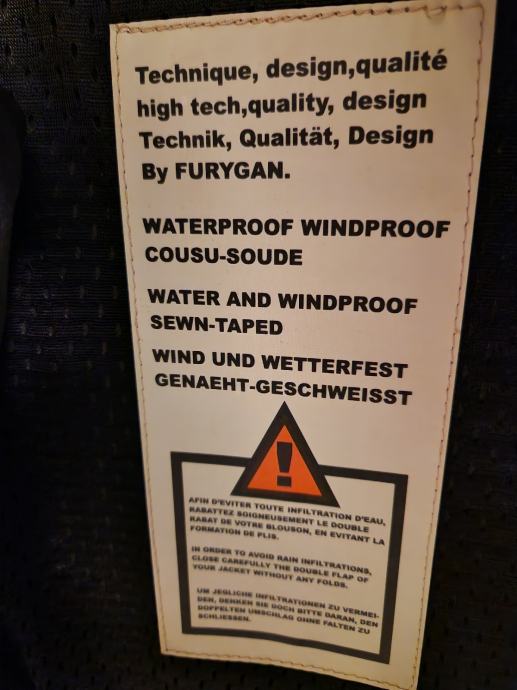 Technique, design,qualité
high tech,quality, design
Technik, Qualität, Design
By FURYGAN.
WATERPROOF WINDPROOF
COUSU-SOUDE
WATER AND WINDPROOF
SEWN-TAPED
WIND UND WETTERFEST
GENAEHT-GESCHWEISST
!
AFIN D'EVITER TOUTE INFILTRATION D'EAU,
RABATTEZ SOIGNEUSEMENT LE DOUBLE
RABAT DE VOTRE BLOUSON, EN EVITANT LA
FORMATION DE PLIS.
IN ORDER TO AVOID RAIN INFILTRATIONS,
CLOSE CAREFULLY THE DOUBLE FLAP OF
YOUR JACKET WITHOUT ANY FOLDS.
UM JEGLICHE INFILTRATIONEN ZU VERMEI-
DEN, DENKEN SIE DOCH BITTE DARAN, DEN
DOPPELTEN UMSCHLAG OHNE FALTEN ZU
SCHLIESSEN.